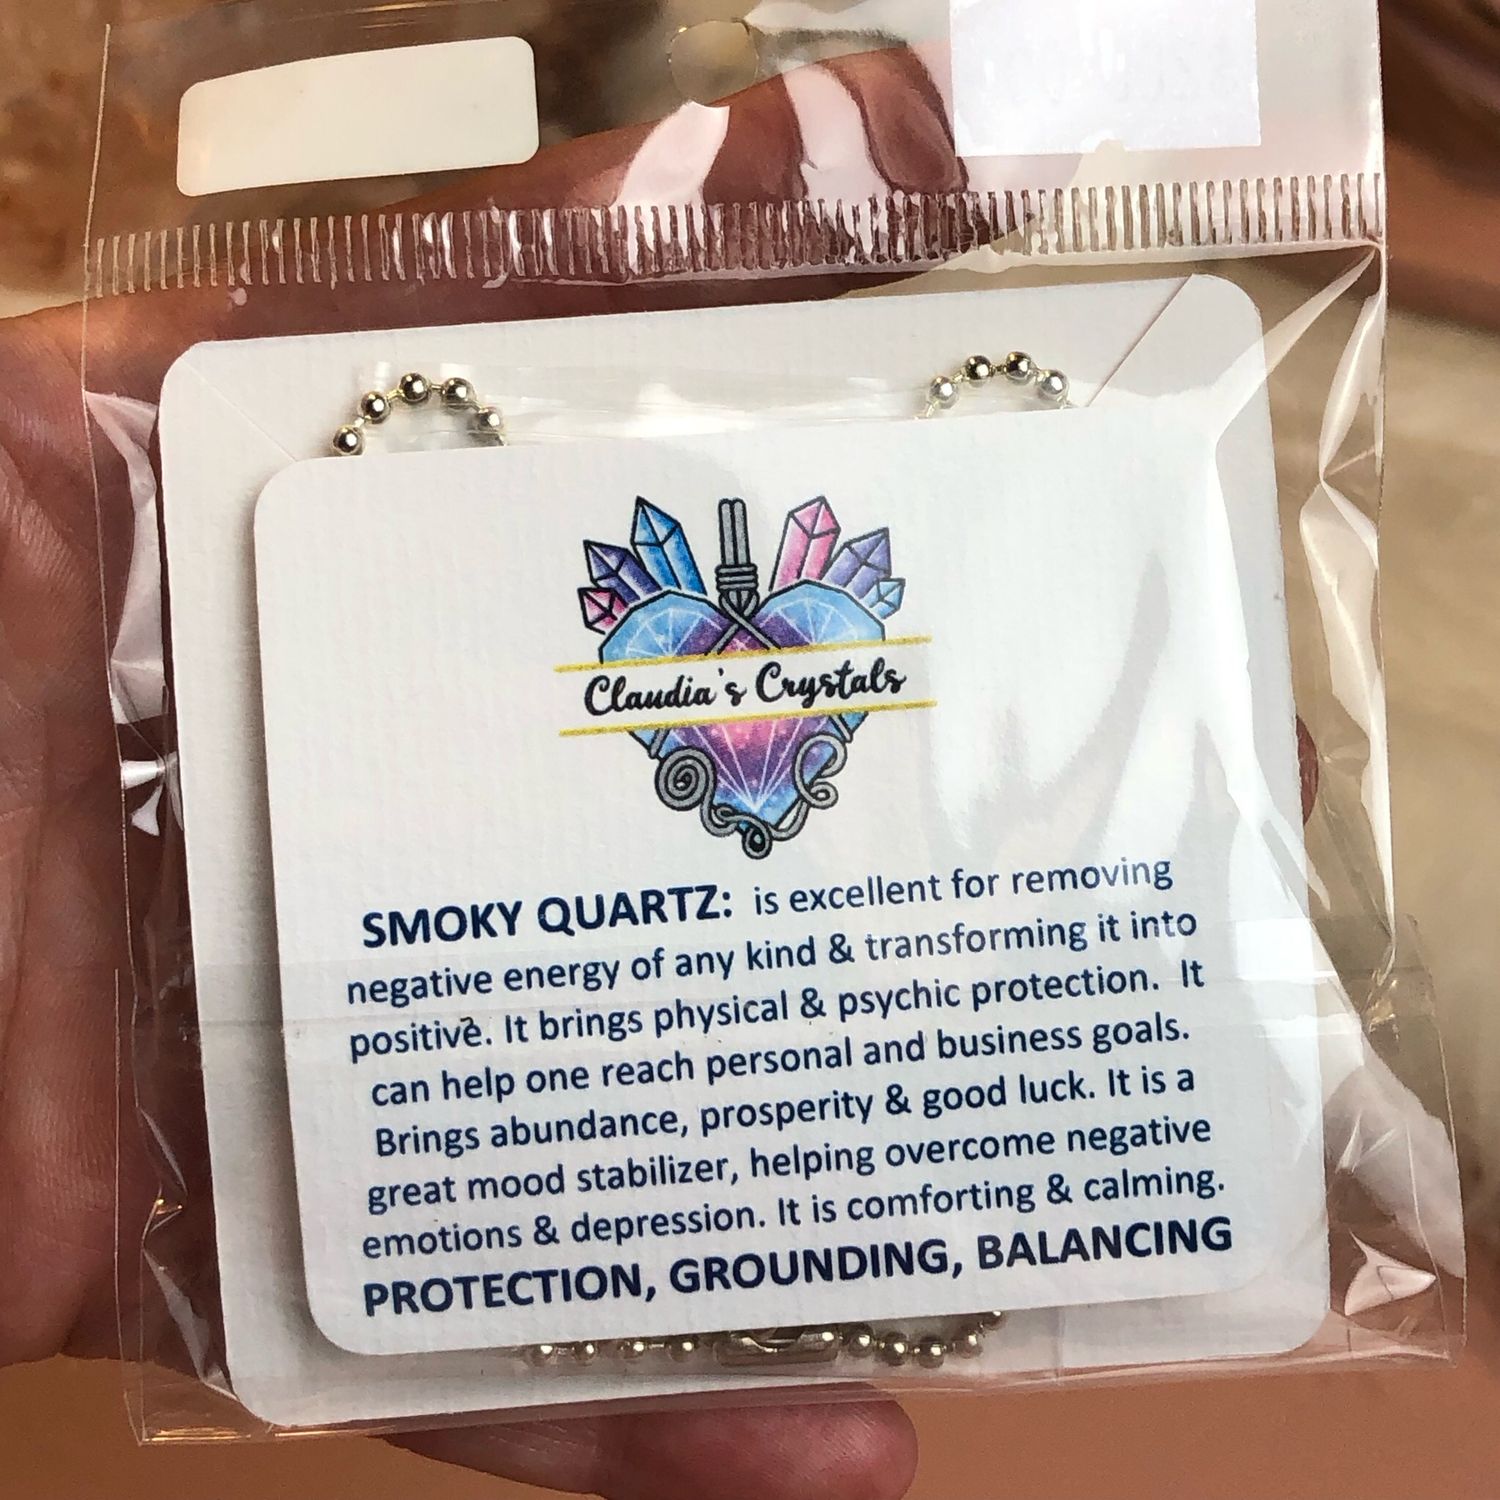 Claudia's Crystals
SMOKY QUARTZ: is excellent for removing
negative energy of any kind & transforming it into
positive. It brings physical & psychic protection. It
can help one reach personal and business goals.
Brings abundance, prosperity & good luck. It is a
great mood stabilizer, helping overcome negative
emotions & depression. It is comforting & calming.
PROTECTION, GROUNDING, BALANCING